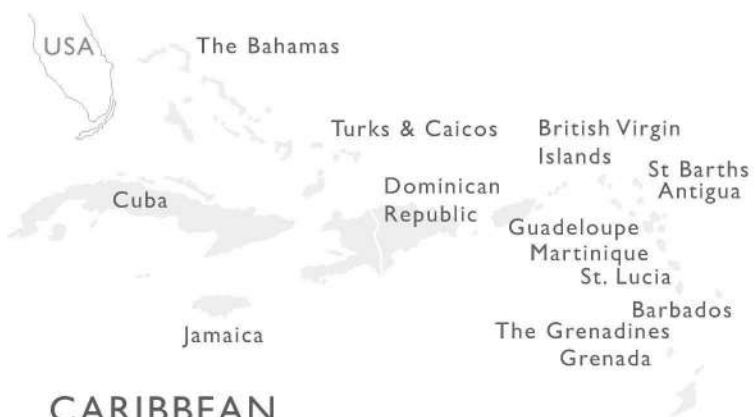 USA
The Bahamas
Turks & Caicos
British Virgin
Islands
St Barths
Antigua
Cuba
Dominican
Republic
Guadeloupe
Martinique
St. Lucia
Barbados
Jamaica
The Grenadines
Grenada
CARIBBEAN